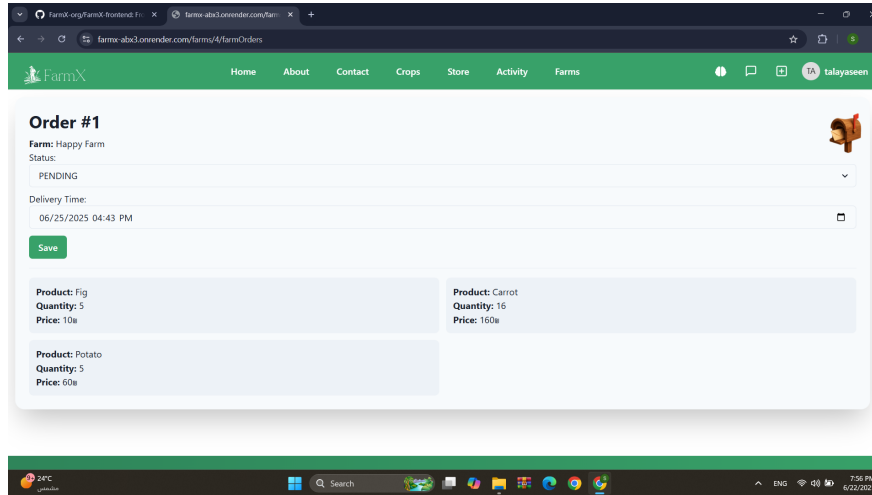 FarmX-org/FarmX-frontend: Fr
farmx-abx3.onrender.com/farm
farmx-abx3.onrender.com/farms/4/farmOrders
S
FarmX
Home About Contact Crops Store Activity Farms
TA talayaseen
Order #1
Farm: Happy Farm
Status:
PENDING
Delivery Time:
06/25/2025 04:43 PM
Save
Product: Fig
Quantity: 5
Price: 10₪
Product: Carrot
Quantity: 16
Price: 160₪
Product: Potato
Quantity: 5
Price: 60₪
9+
24°C
مشمس
Search
ENG
7:56 PM
6/22/202